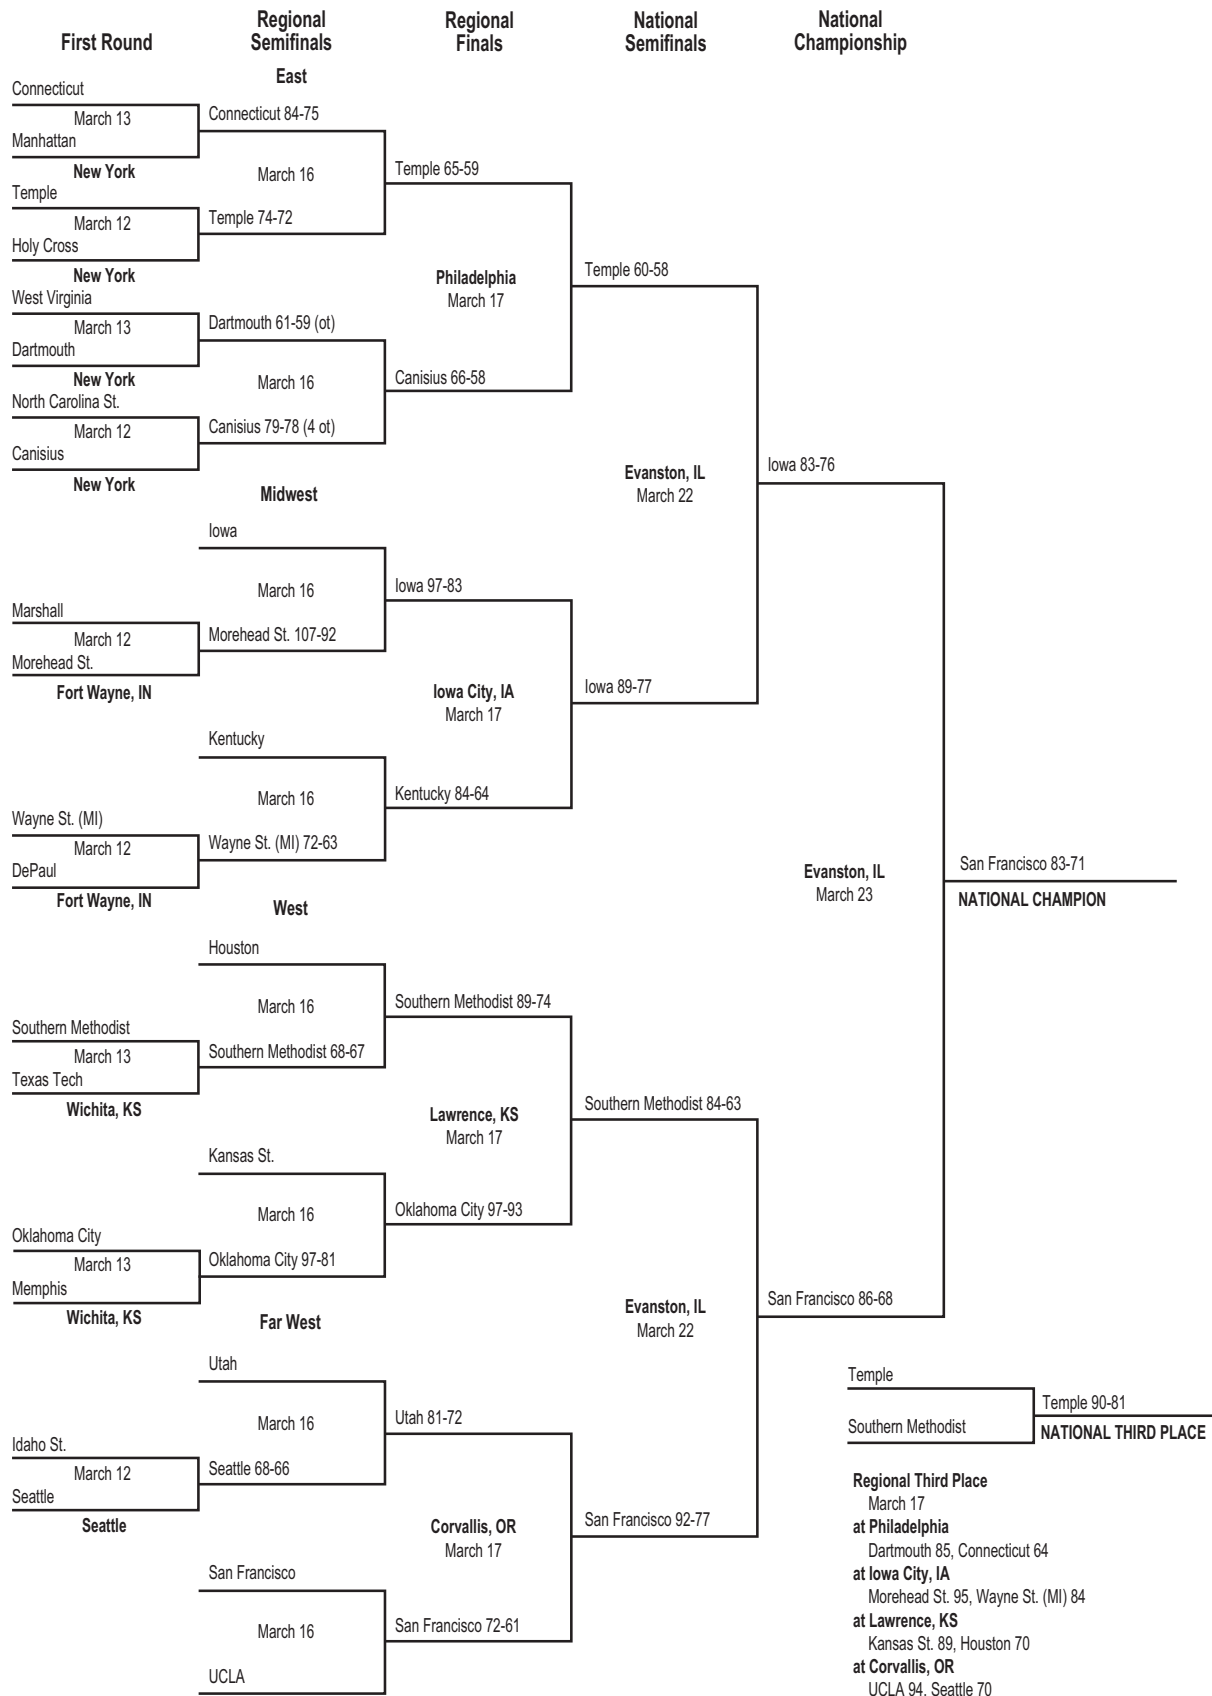 First Round
Regional
Semifinals
Regional
Finals
National
Semifinals
National
Championship
East
Connecticut
March 13
Manhattan
New York
Connecticut 84-75
March 16
Temple
March 12
Holy Cross
New York
Temple 74-72
Temple 65-59
Philadelphia
March 17
West Virginia
March 13
Dartmouth
New York
Dartmouth 61-59 (ot)
March 16
North Carolina St.
March 12
Canisius
New York
Canisius 79-78 (4 ot)
Canisius 66-58
Temple 60-58
Evanston, IL
March 22
Midwest
Iowa
March 16
Marshall
March 12
Morehead St.
Fort Wayne, IN
Morehead St. 107-92
Iowa 97-83
Iowa City, IA
March 17
Kentucky
March 16
Wayne St. (MI)
March 12
DePaul
Fort Wayne, IN
Wayne St. (MI) 72-63
Kentucky 84-64
Iowa 89-77
Iowa 83-76
Evanston, IL
March 23
San Francisco 83-71
NATIONAL CHAMPION
West
Houston
March 16
Southern Methodist
March 13
Texas Tech
Wichita, KS
Southern Methodist 68-67
Southern Methodist 89-74
Lawrence, KS
March 17
Kansas St.
March 16
Oklahoma City
March 13
Memphis
Wichita, KS
Oklahoma City 97-81
Oklahoma City 97-93
Southern Methodist 84-63
Evanston, IL
March 22
San Francisco 86-68
Far West
Utah
March 16
Idaho St.
March 12
Seattle
Seattle
Seattle 68-66
Utah 81-72
Corvallis, OR
March 17
San Francisco
March 16
UCLA
San Francisco 72-61
San Francisco 92-77
Temple
Southern Methodist
Temple 90-81
NATIONAL THIRD PLACE
Regional Third Place
March 17
at Philadelphia
Dartmouth 85, Connecticut 64
at Iowa City, IA
Morehead St. 95, Wayne St. (MI) 84
at Lawrence, KS
Kansas St. 89, Houston 70
at Corvallis, OR
UCLA 94, Seattle 70